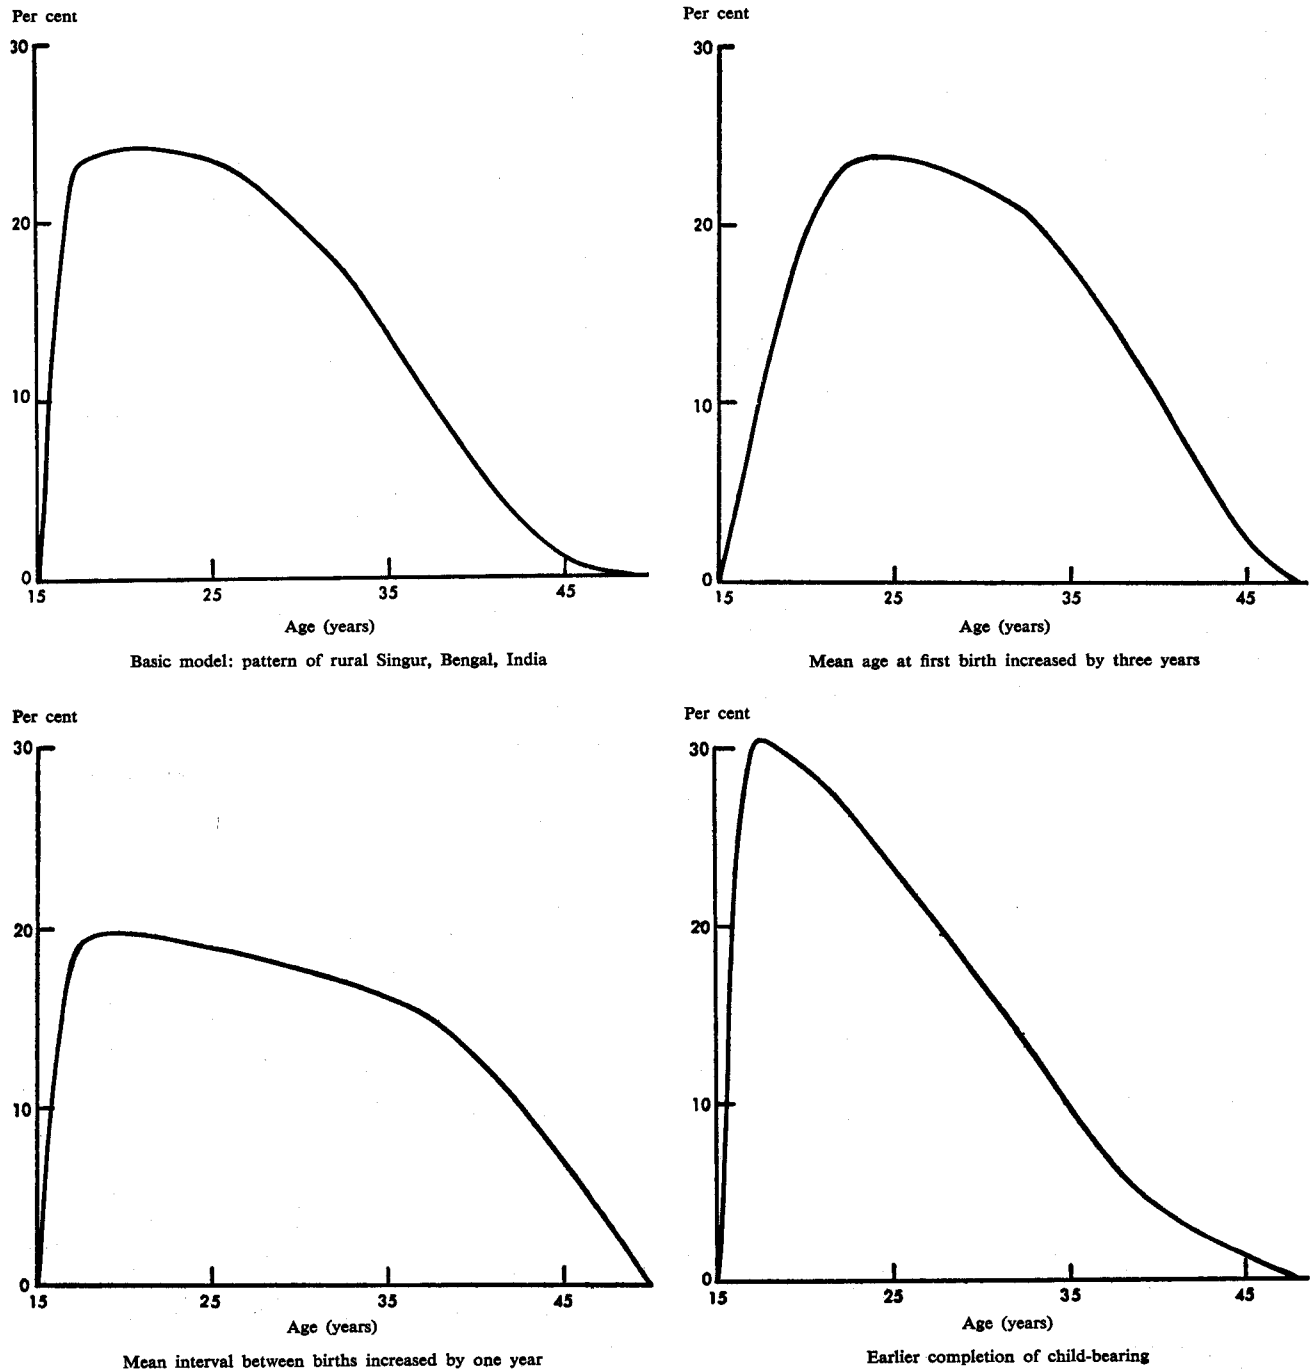 Per cent
30
20
10
0
15 25 35 45
Age (years)
Basic model: pattern of rural Singur, Bengal, India
Per cent
30
20
10
0
15 25 35 45
Age (years)
Mean age at first birth increased by three years
Per cent
30
20
10
0
15 25 35 45
Age (years)
Mean interval between births increased by one year
Per cent
30
20
10
0
15 25 35 45
Age (years)
Earlier completion of child-bearing